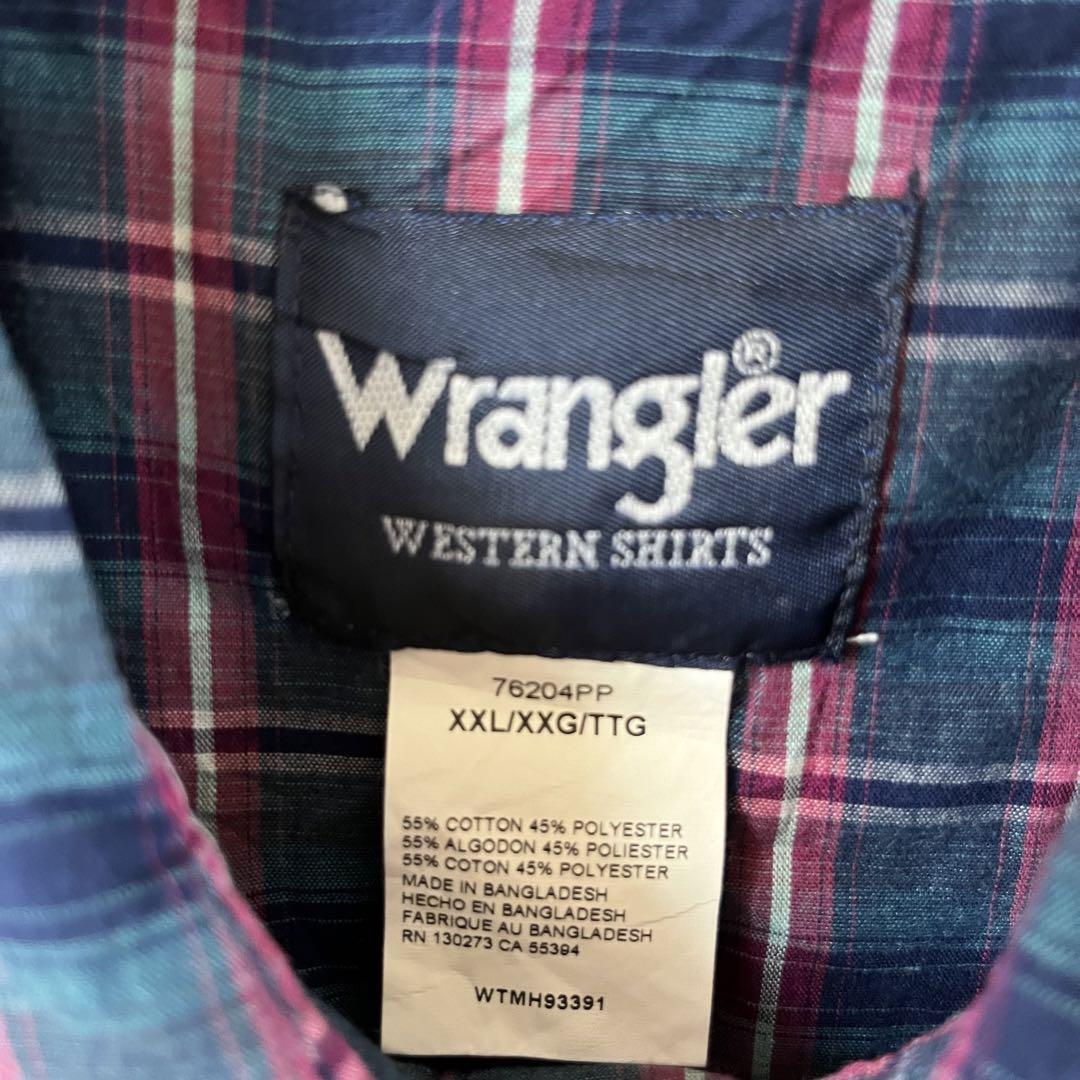 Wrangler®
WESTERN SHIRTS
76204PP
XXL/XXG/TTG
55% COTTON 45% POLYESTER
55% ALGODON 45% POLIESTER
55% COTON 45% POLYESTER
MADE IN BANGLADESH
HECHO EN BANGLADESH
FABRIQUE AU BANGLADESH
RN 130273 CA 55394
WTMH93391